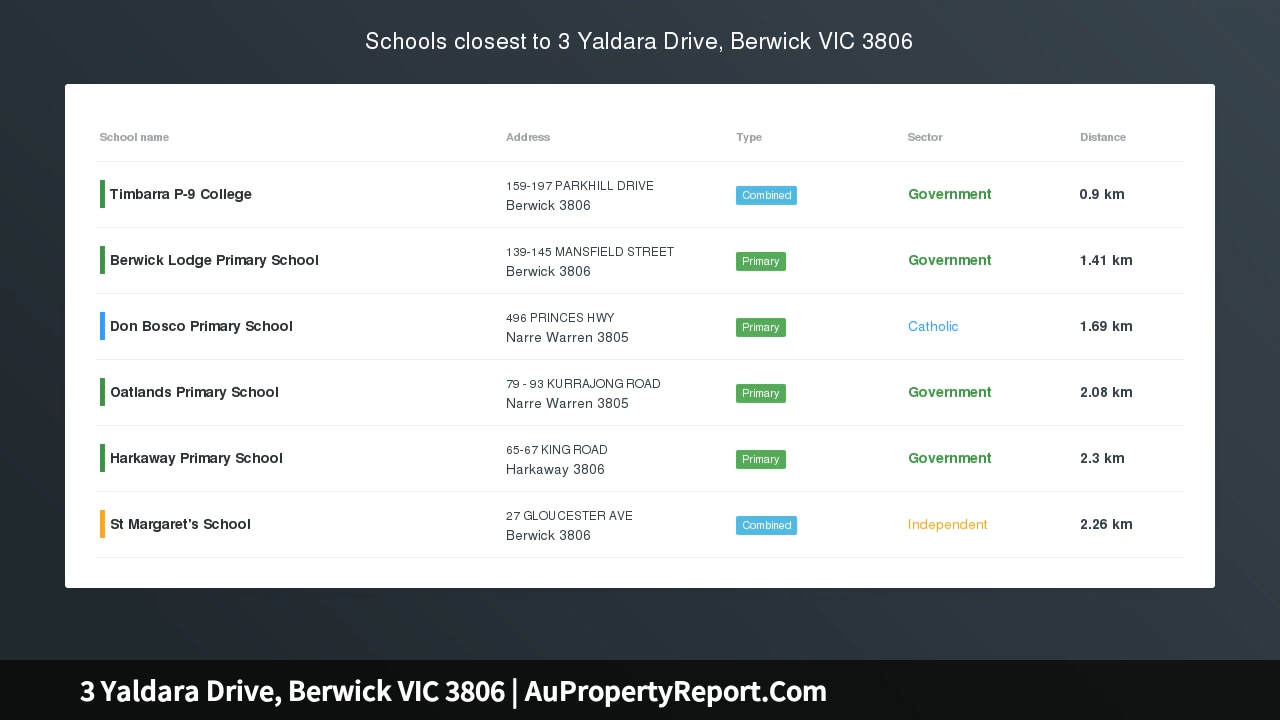 Schools closest to 3 Yaldara Drive, Berwick VIC 3806
School name Address Type Sector Distance
159-197 PARKHILL DRIVE
Timbarra P-9 College Combined Government 0.9 km
Berwick 3806
139-145 MANSFIELD STREET
Berwick Lodge Primary School Primary Government 1.41 km
Berwick 3806
496 PRINCES HWY
Don Bosco Primary School Primary Catholic 1.69 km
Narre Warren 3805
79 - 93 KURRAJONG ROAD
Oatlands Primary School Primary Government 2.08 km
Narre Warren 3805
65-67 KING ROAD
Harkaway Primary School Primary Government 2.3 km
Harkaway 3806
27 GLOUCESTER AVE
St Margaret's School Combined Independent 2.26 km
Berwick 3806
3 Yaldara Drive, Berwick VIC 3806 | AuPropertyReport.Com